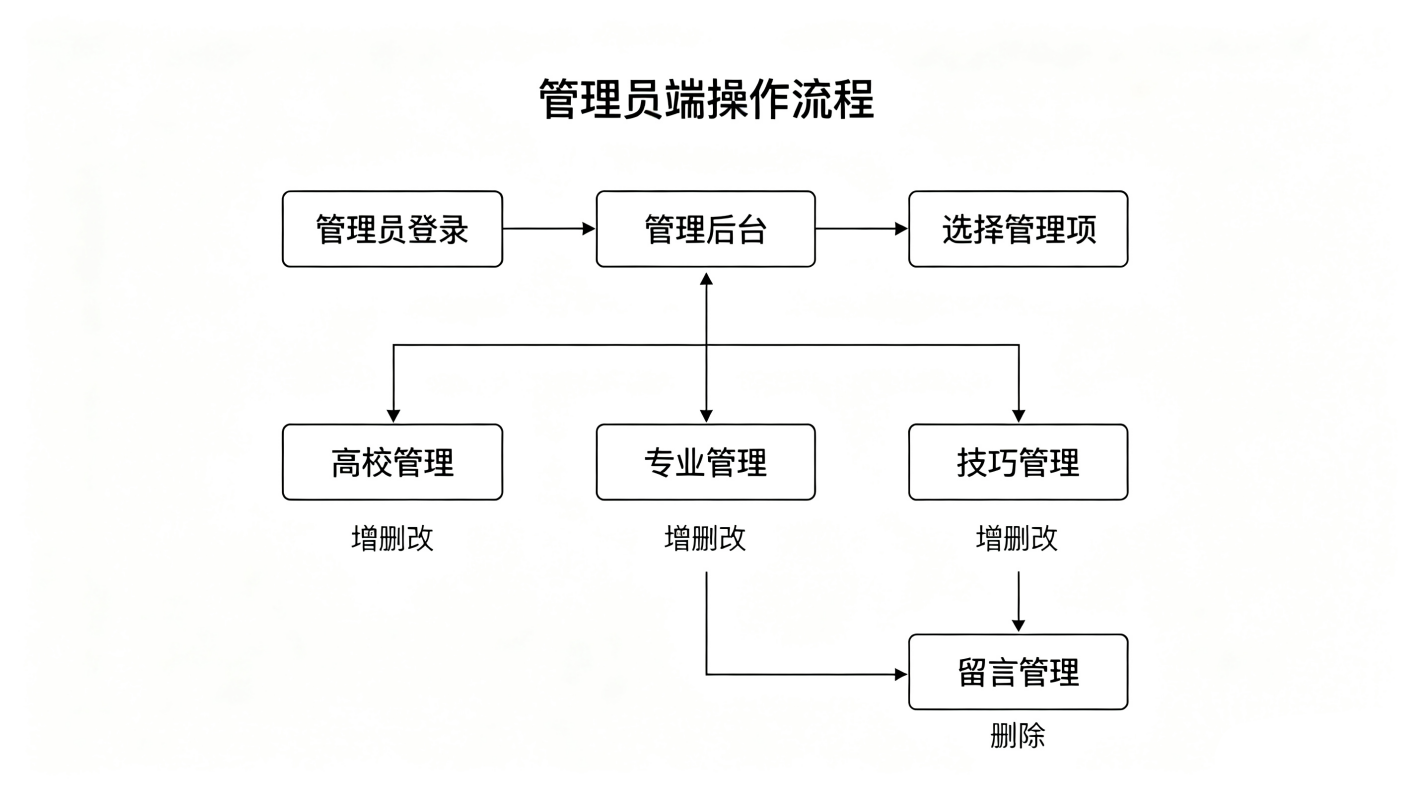 管理员端操作流程
管理员登录
管理后台
选择管理项
高校管理
专业管理
技巧管理
增删改
增删改
增删改
留言管理
删除